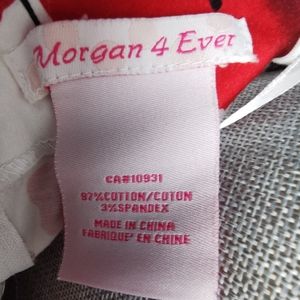 Morgan 4 Ever
CA#10931
97%COTTON/COTON
3%SPANDEX
MADE IN CHINA
FABRIQUÉ EN CHINE